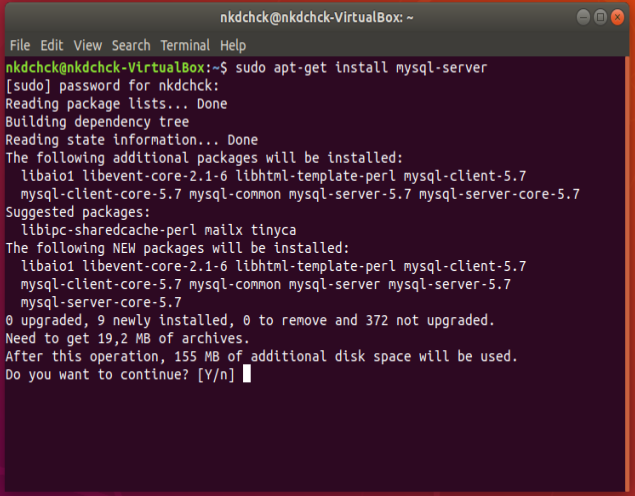 nkdchck@nkdchck-VirtualBox: ~
File Edit View Search Terminal Help
nkdchck@nkdchck-VirtualBox:~$ sudo apt-get install mysql-server
[sudo] password for nkdchck:
Reading package lists... Done
Building dependency tree
Reading state information... Done
The following additional packages will be installed:
  libaio1 libevent-core-2.1-6 libhtml-template-perl mysql-client-5.7
  mysql-client-core-5.7 mysql-common mysql-server-5.7 mysql-server-core-5.7
Suggested packages:
  libipc-sharedcache-perl mailx tinyca
The following NEW packages will be installed:
  libaio1 libevent-core-2.1-6 libhtml-template-perl mysql-client-5.7
  mysql-client-core-5.7 mysql-common mysql-server mysql-server-5.7
  mysql-server-core-5.7
0 upgraded, 9 newly installed, 0 to remove and 372 not upgraded.
Need to get 19,2 MB of archives.
After this operation, 155 MB of additional disk space will be used.
Do you want to continue? [Y/n]